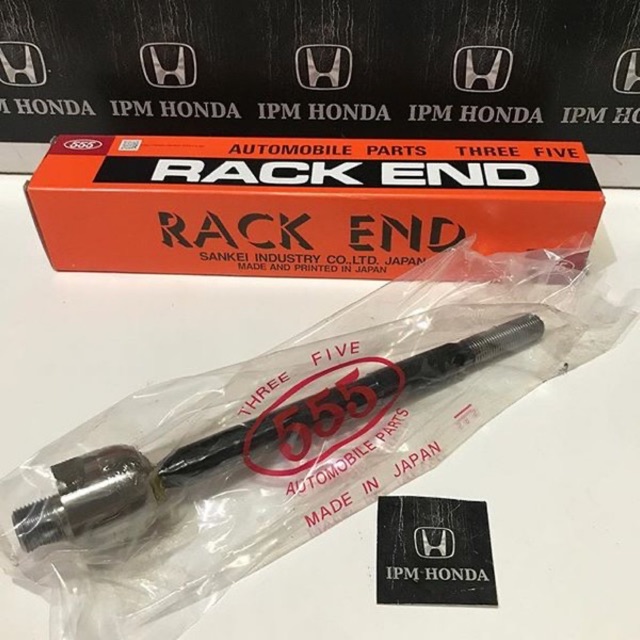 IPM HONDA
IPM HONDA
IPM HONDA
IPM HONDA
555
AUTOMOBILE PARTS THREE FIVE
RACK END
RACK END
SANKEI INDUSTRY CO.,LTD. JAPAN
MADE AND PRINTED IN JAPAN
THREE FIVE
555
AUTOMOBILE PARTS
MADE IN JAPAN
IPM HONDA